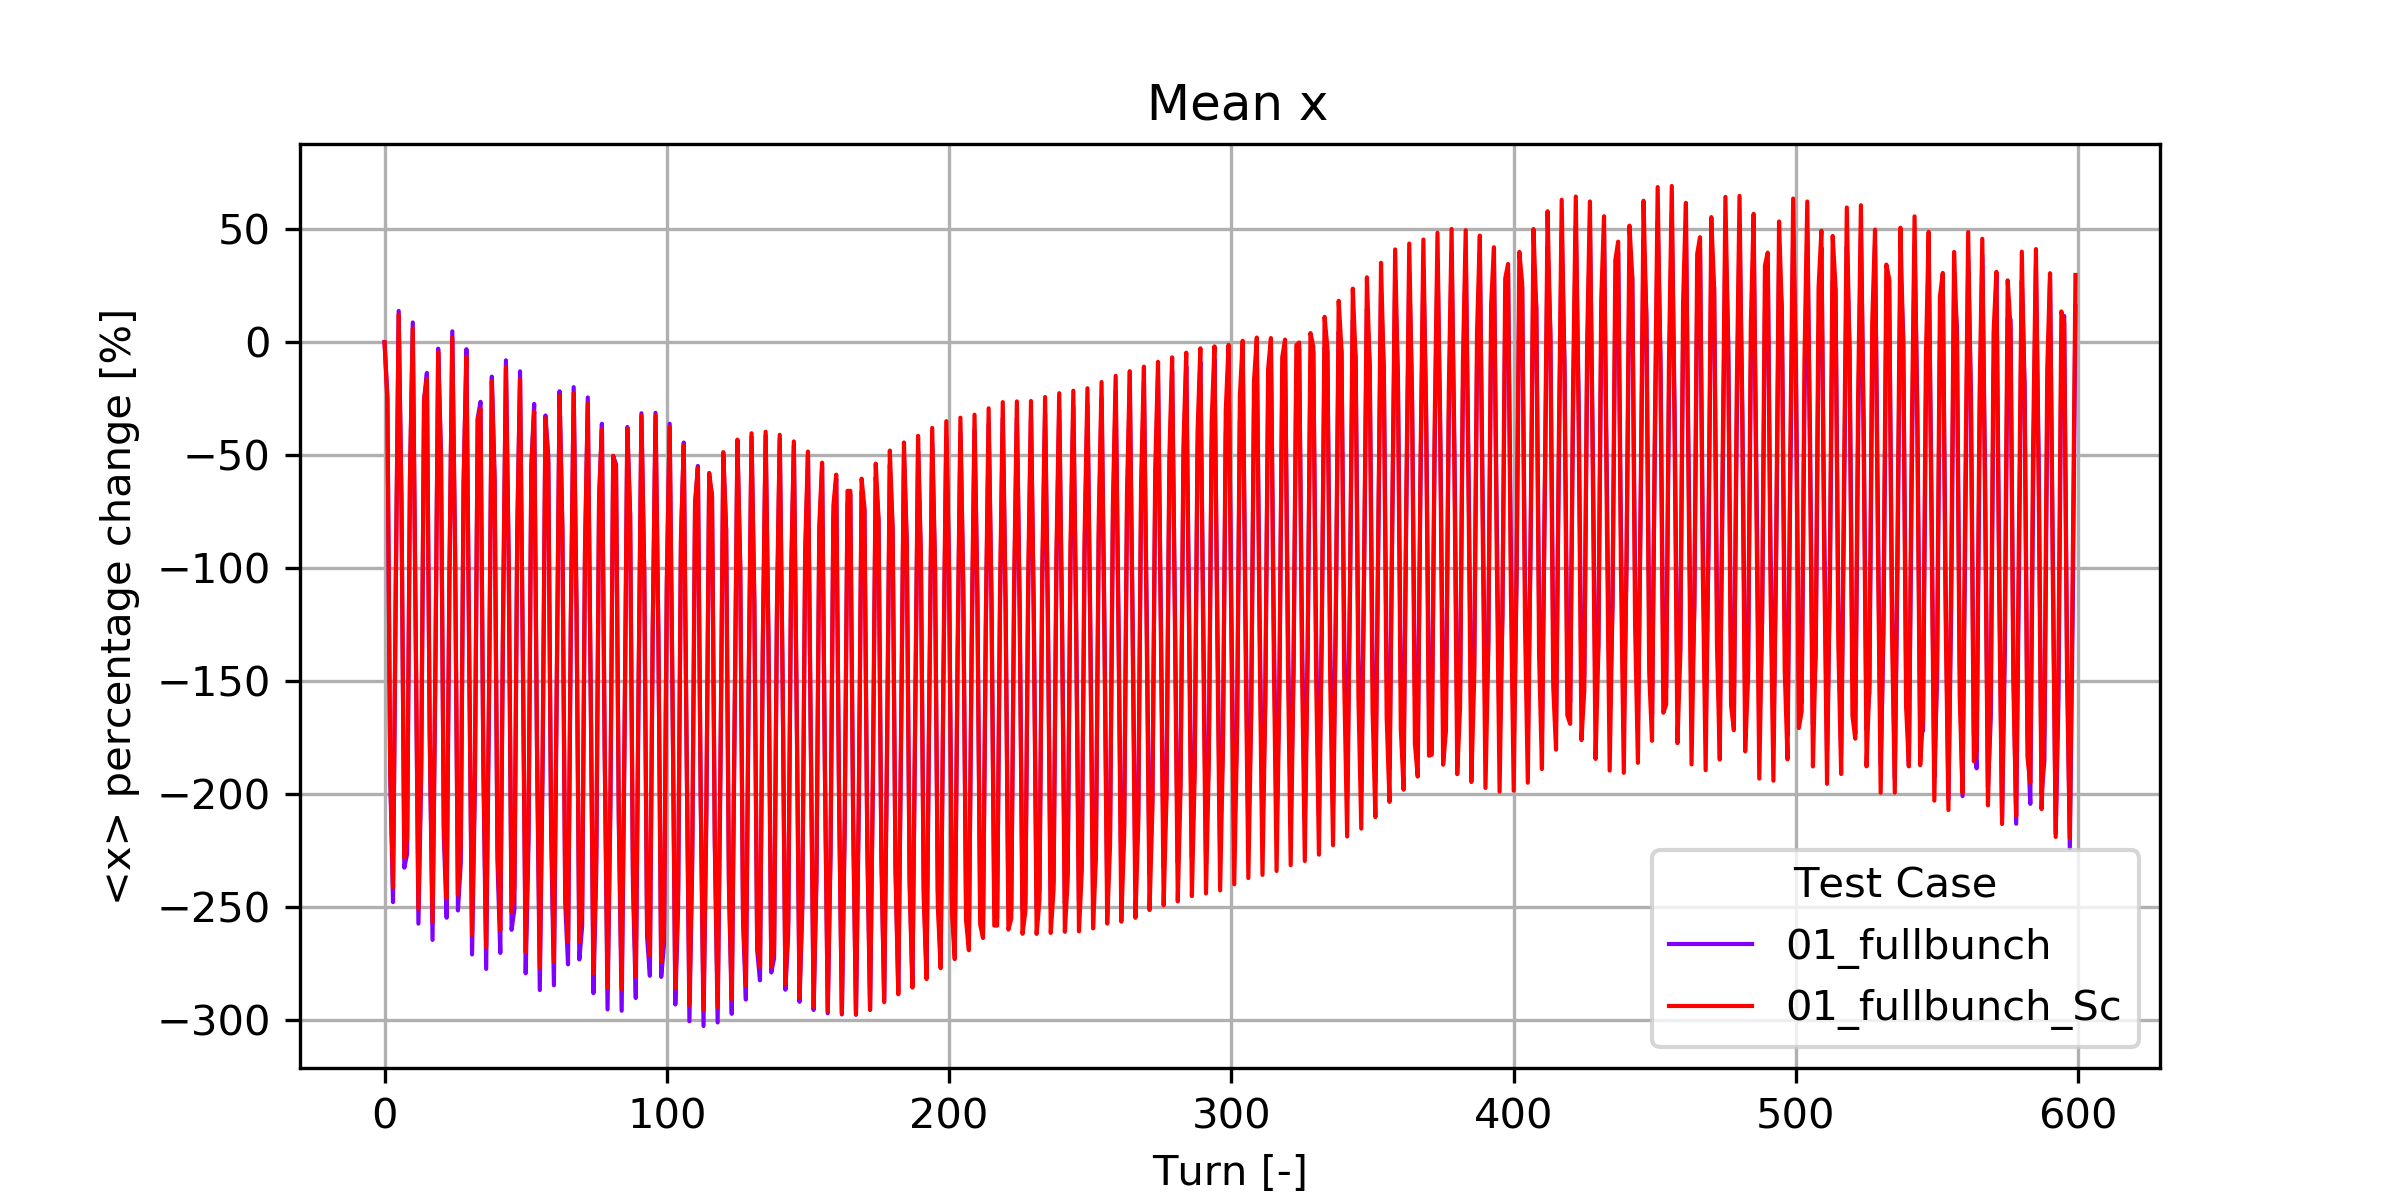 Mean x
<x> percentage change [%]
50
0
−50
−100
−150
−200
−250
−300
0 100 200 300 400 500 600
Turn [-]
Test Case
01_fullbunch
01_fullbunch_Sc